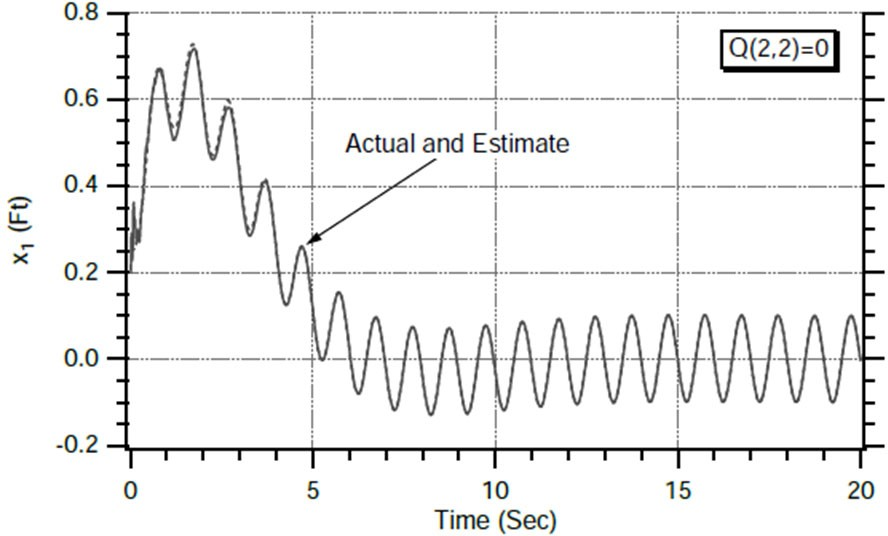 0.8
Q(2,2)=0
0.6
Actual and Estimate
0.4
x1 (Ft)
0.2
0.0
-0.2
0 5 10 15 20
Time (Sec)